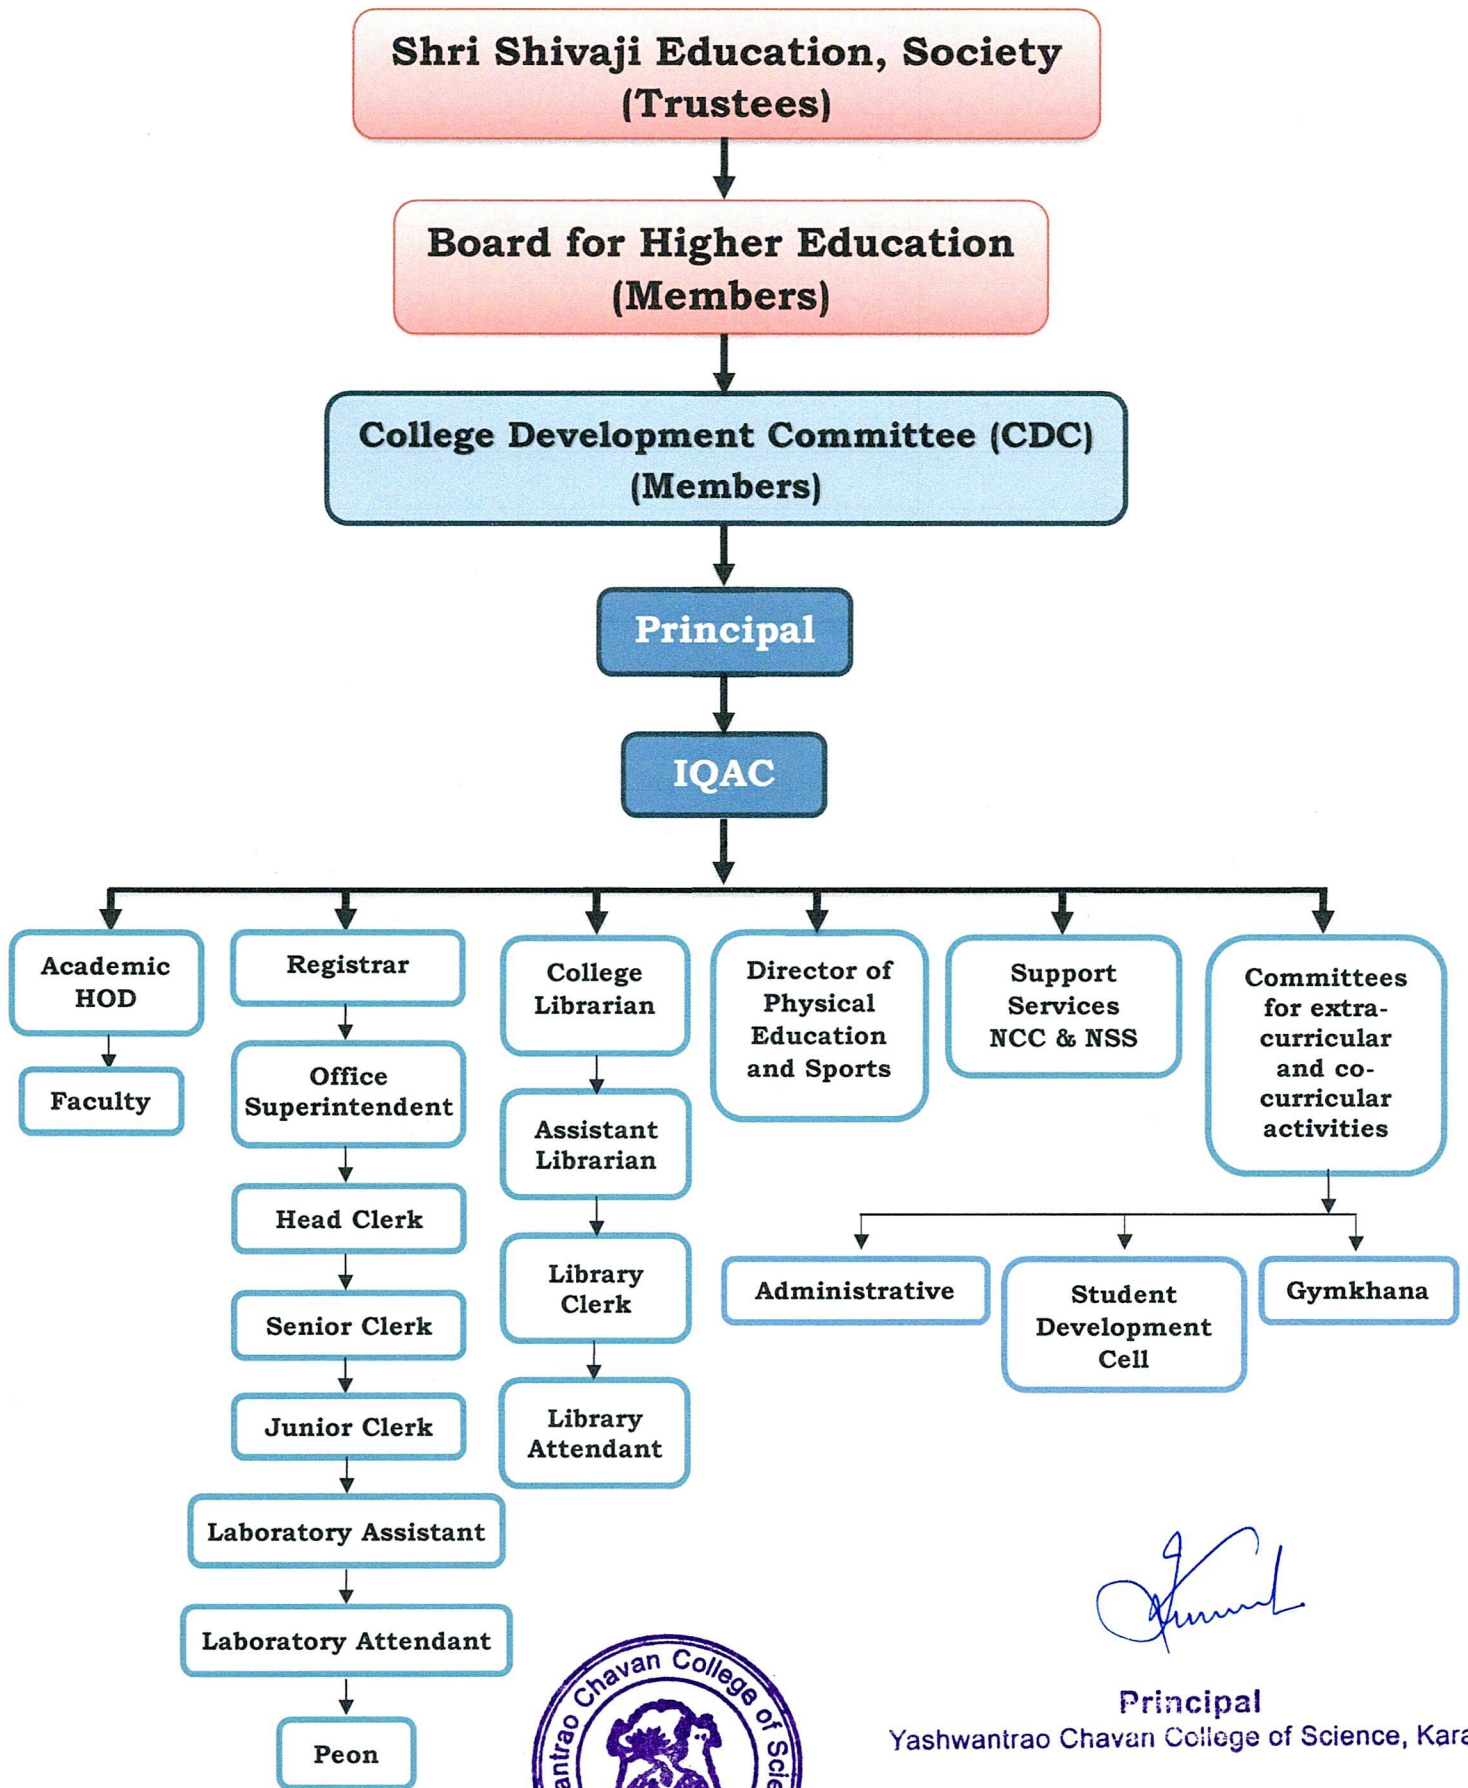 Shri Shivaji Education, Society
(Trustees)
Board for Higher Education
(Members)
College Development Committee (CDC)
(Members)
Principal
IQAC
Academic
HOD
Faculty
Registrar
Office
Superintendent
Head Clerk
Senior Clerk
Junior Clerk
Laboratory Assistant
Laboratory Attendant
Peon
College
Librarian
Assistant
Librarian
Library
Clerk
Library
Attendant
Director of
Physical
Education
and Sports
Support
Services
NCC & NSS
Committees
for extra-
curricular
and co-
curricular
activities
Administrative
Student
Development
Cell
Gymkhana
Chavan College of
Principal
Yashwantrao Chavan College of Science,